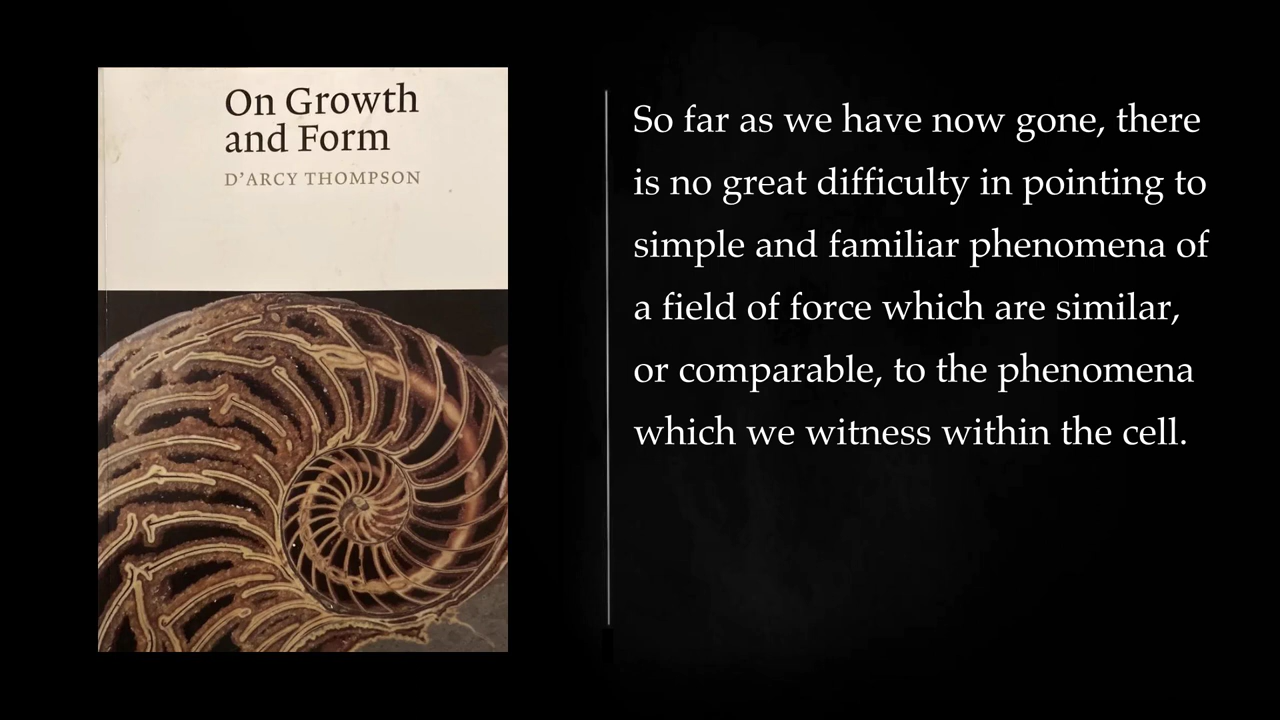 On Growth
and Form
D'ARCY THOMPSON
So far as we have now gone, there
is no great difficulty in pointing to
simple and familiar phenomena of
a field of force which are similar,
or comparable, to the phenomena
which we witness within the cell.